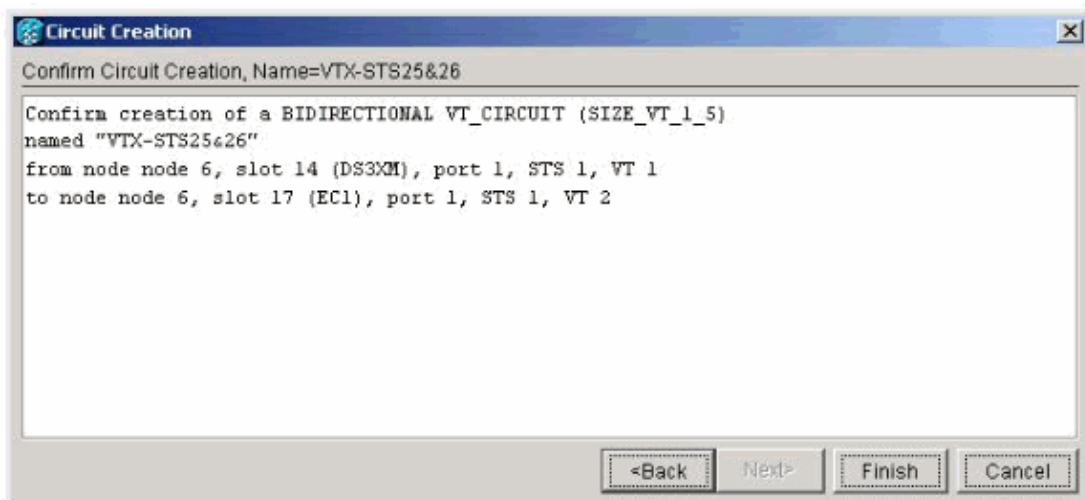 Circuit Creation
Confirm Circuit Creation, Name=VTX-STS25&26
Confirm creation of a BIDIRECTIONAL VT_CIRCUIT (SIZE_VT_1_5)
named "VTX-STS25&26"
from node node 6, slot 14 (DS3XM), port 1, STS 1, VT 1
to node node 6, slot 17 (EC1), port 1, STS 1, VT 2
<Back Next> Finish Cancel